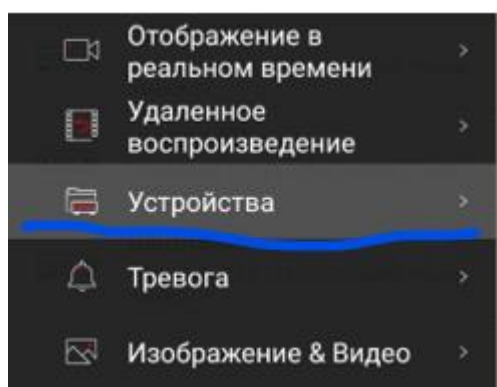 Отображение в
реальном времени
Удаленное
воспроизведение
Устройства
Тревога
Изображение & Видео